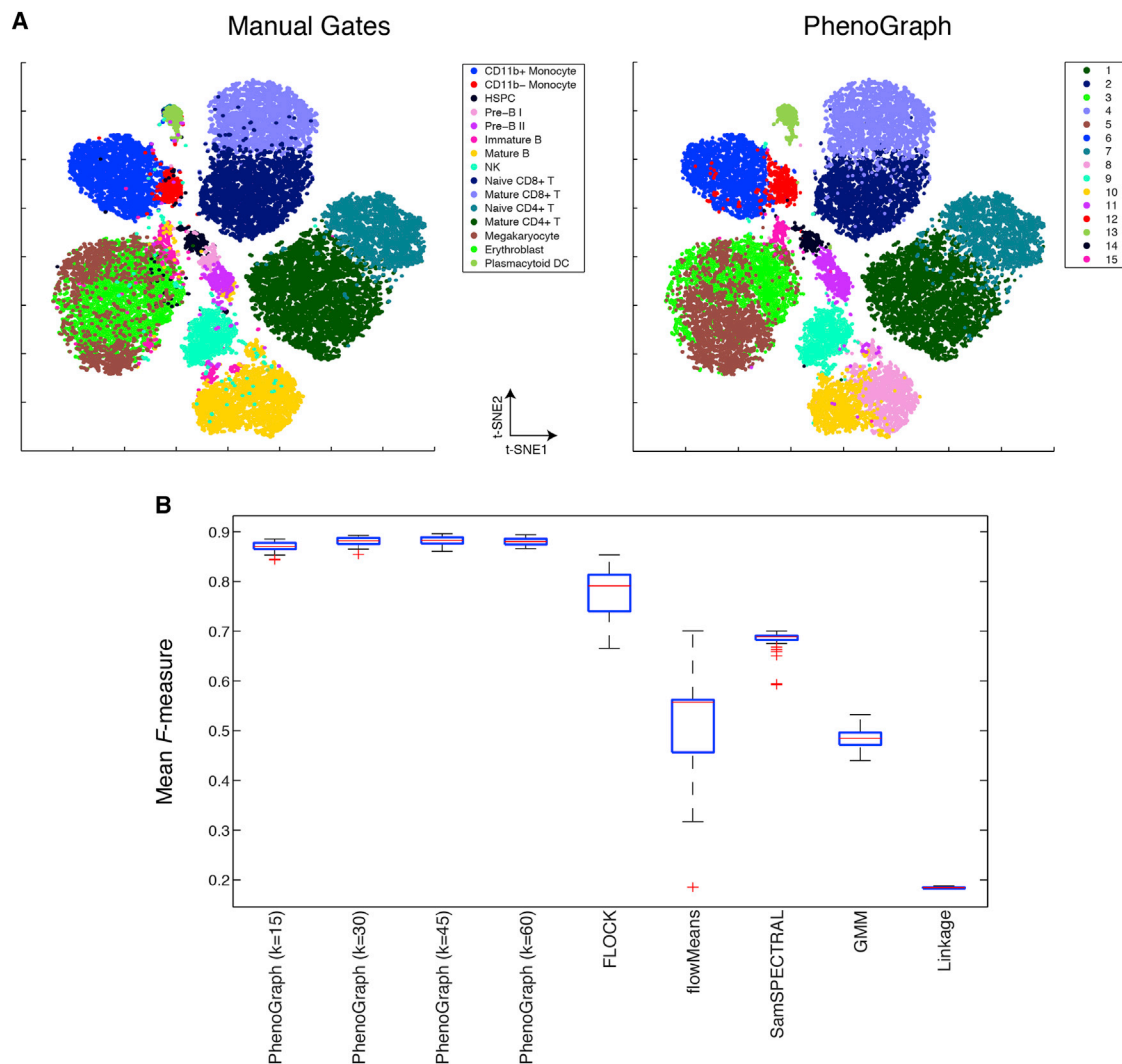 A
Manual Gates
PhenoGraph
CD11b+ Monocyte
CD11b− Monocyte
HSPC
Pre−B I
Pre−B II
Immature B
Mature B
NK
Naive CD8+ T
Mature CD8+ T
Naive CD4+ T
Mature CD4+ T
Megakaryocyte
Erythroblast
Plasmacytoid DC
1
2
3
4
5
6
7
8
9
10
11
12
13
14
15
t-SNE2
t-SNE1
B
Mean F-measure
0.9
0.8
0.7
0.6
0.5
0.4
0.3
0.2
PhenoGraph (k=15)
PhenoGraph (k=30)
PhenoGraph (k=45)
PhenoGraph (k=60)
FLOCK
flowMeans
SamSPECTRAL
GMM
Linkage